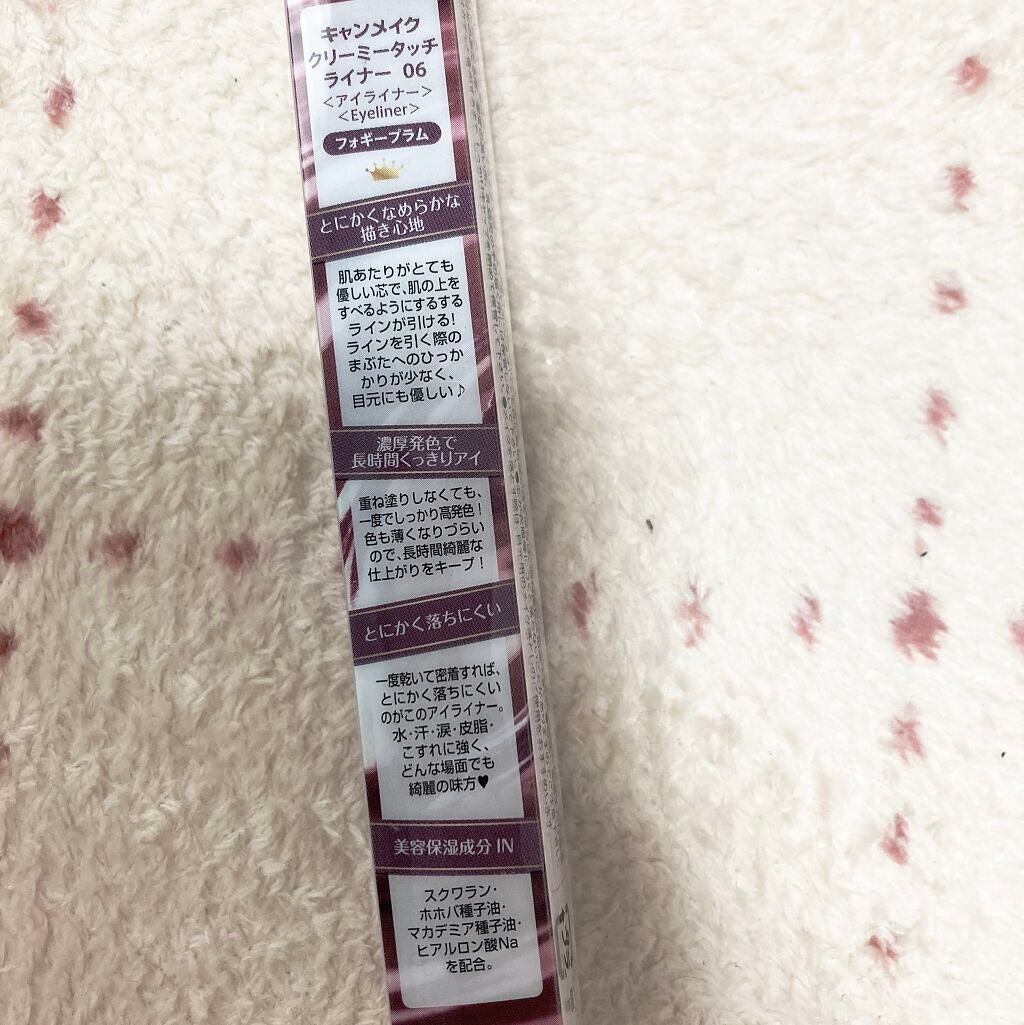 キャンメイク
クリーミータッチ
ライナー 06
<アイライナー>
<Eyeliner>
フォギープラム
とにかくなめらかな
描き心地
肌あたりがとても
優しい芯で、肌の上を
すべるようにするする
ラインが引ける!
ラインを引く際の
まぶたへのひっか
かりが少なく、
目元にも優しい♪
濃厚発色で
長時間くっきりアイ
重ね塗りしなくても、
一度でしっかり高発色!
色も薄くなりづらい
ので、長時間綺麗な
仕上がりをキープ!
とにかく落ちにくい
一度乾いて密着すれば、
とにかく落ちにくい
のがこのアイライナー。
水・汗・涙・皮脂・
こすれに強く、
どんな場面でも
綺麗の味方♥
美容保湿成分 IN
スクワラン・
ホホバ種子油・
マカデミア種子油・
ヒアルロン酸Na
を配合。